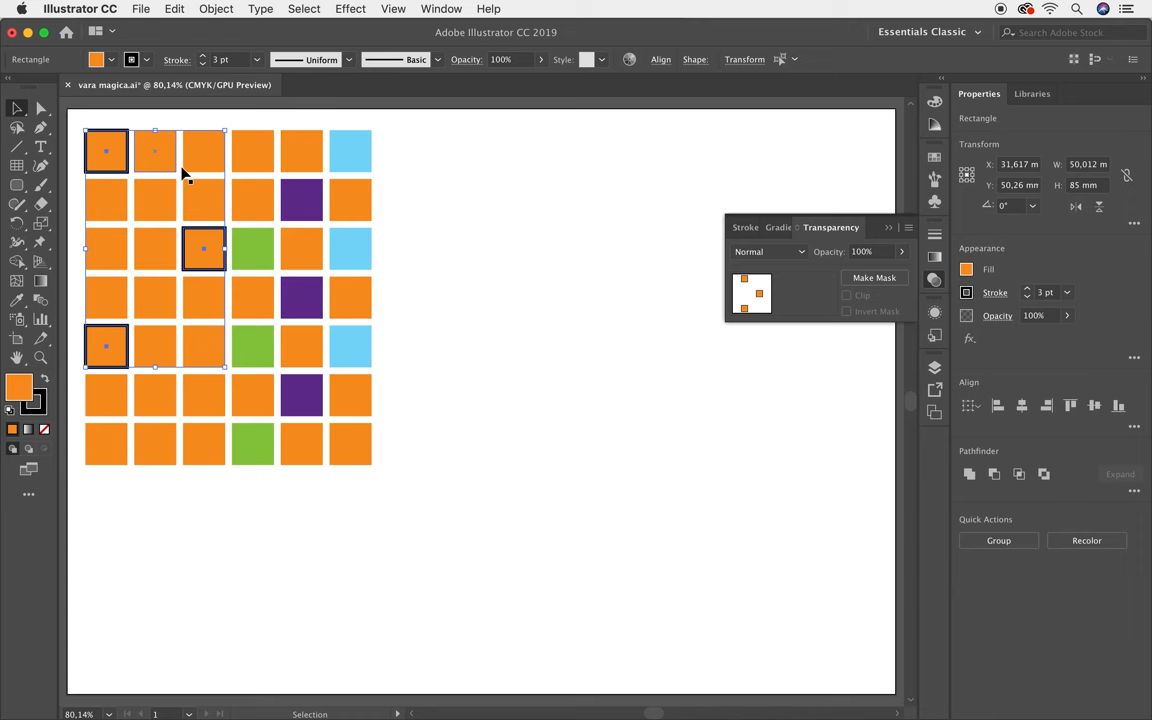 Illustrator CC File Edit Object Type Select Effect View Window Help
Adobe Illustrator CC 2019
Essentials Classic
Search Adobe Stock
Rectangle Stroke: 3 pt Uniform Basic Opacity: 100% Style: Align Shape: Transform
× vara magica.ai* @ 80,14% (CMYK/GPU Preview)
Properties Libraries
Rectangle
Transform
X: 31,617 m W: 50,012 m
Y: 50,26 mm H: 85 mm
0°
Stroke Gradie Transparency
Normal Opacity: 100%
Make Mask
Clip
Invert Mask
Appearance
Fill
Stroke 3 pt
Opacity 100%
fx.
Align
Pathfinder
Expand
Quick Actions
Group Recolor
80,14% 1 Selection